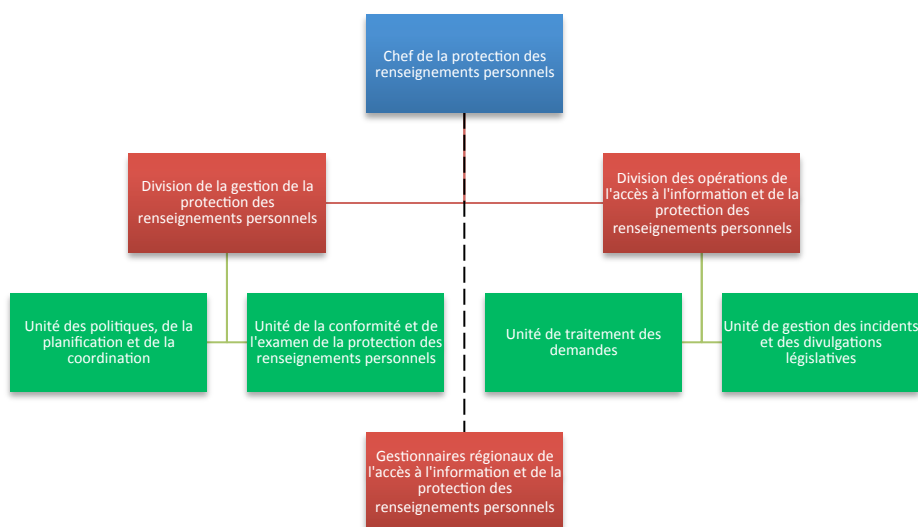 Chef de la protection des
renseignements personnels
Division de la gestion de la
protection des
renseignements personnels
Division des opérations de
l'accès à l'information et de la
protection des
renseignements personnels
Unité des politiques, de la
planification et de la
coordination
Unité de la conformité et de
l'examen de la protection des
renseignements personnels
Unité de traitement des
demandes
Unité de gestion des incidents
et des divulgations
législatives
Gestionnaires régionaux de
l'accès à l'information et de la
protection des
renseignements personnels